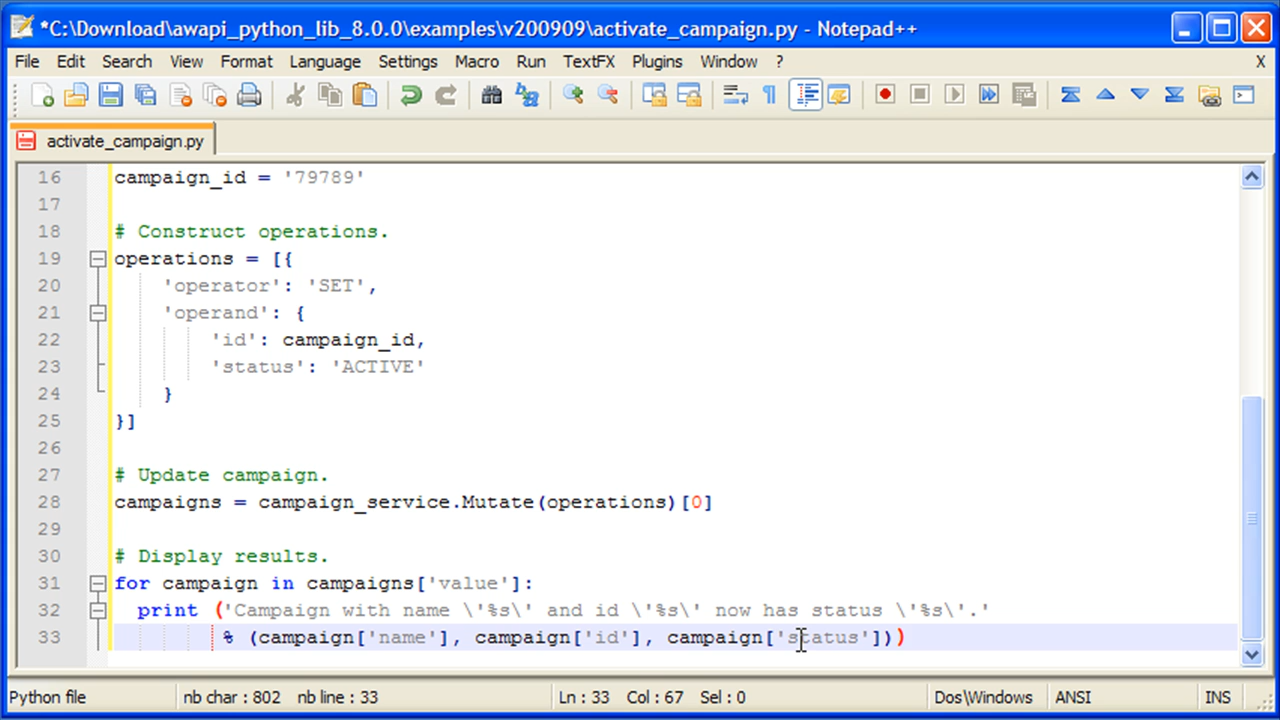 *C:\Download\awapi_python_lib_8.0.0\examples\v200909\activate_campaign.py - Notepad++
File Edit Search View Format Language Settings Macro Run TextFX Plugins Window ? X
activate_campaign.py
16 campaign_id = '79789'
17
18 # Construct operations.
19 operations = [{
20 'operator': 'SET',
21 'operand': {
22 'id': campaign_id,
23 'status': 'ACTIVE'
24 }
25 }]
26
27 # Update campaign.
28 campaigns = campaign_service.Mutate(operations)[0]
29
30 # Display results.
31 for campaign in campaigns['value']:
32 print ('Campaign with name \'%s\' and id \'%s\' now has status \'%s\'.'
33 % (campaign['name'], campaign['id'], campaign['status']))
Python file nb char : 802 nb line : 33 Ln : 33 Col : 67 Sel : 0 Dos\Windows ANSI INS